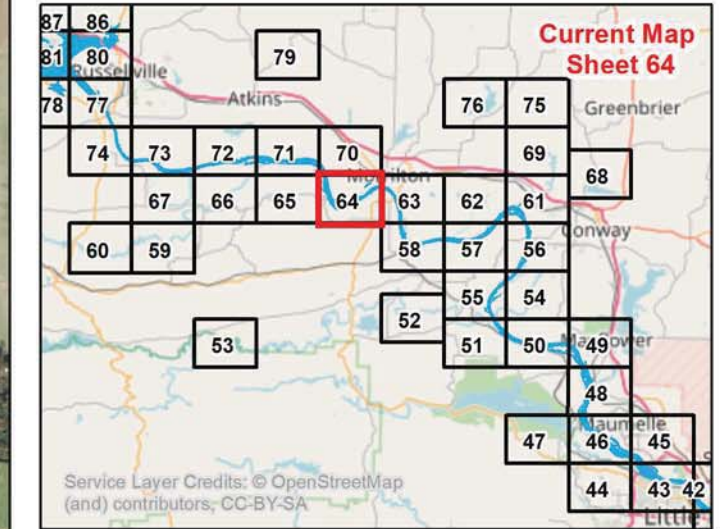 Current Map
Sheet 64
87 86
81 80 79
Russellville
78 77 Atkins 76 75 Greenbrier
74 73 72 71 70 69
68
67 66 65 64 63 62 61
Conway
60 59 58 57 56
55 54
52
53 51 50 49
48
Maumelle
47 46 45
44 43 42
Little
Service Layer Credits: © OpenStreetMap
(and) contributors, CC-BY-SA